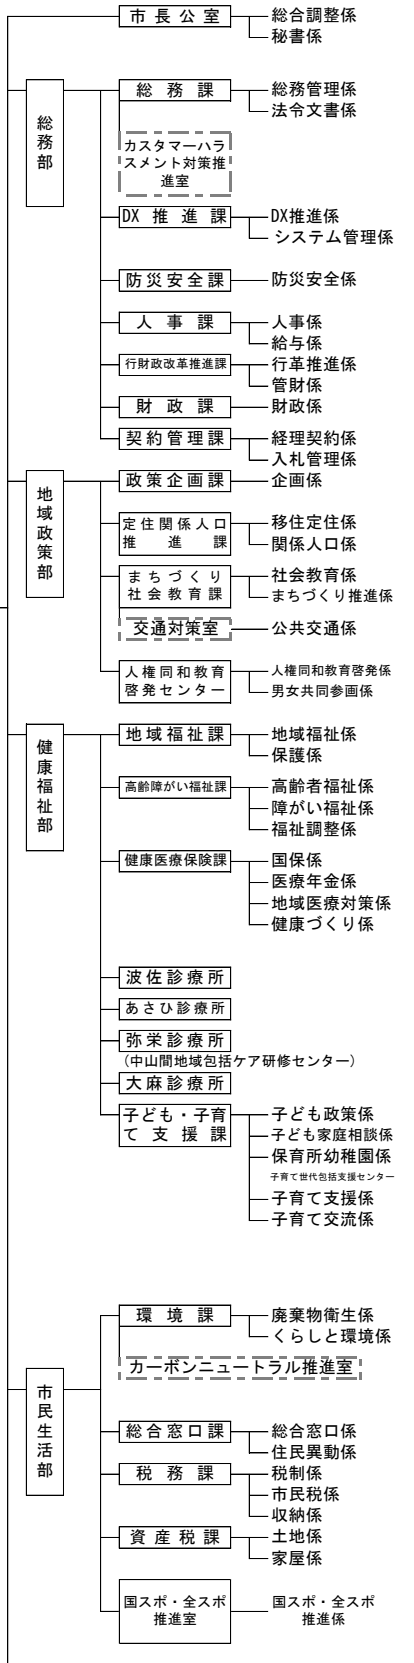 市長公室
総合調整係
秘書係
総務部
総務課
総務管理係
法令文書係
カスタマーハラ
スメント対策推
進室
DX推進課
DX推進係
システム管理係
防災安全課
防災安全係
人事課
人事係
給与係
行財政改革推進課
行革推進係
管財係
財政課
財政係
契約管理課
経理契約係
入札管理係
地域政策部
政策企画課
企画係
定住関係人口
推進課
移住定住係
関係人口係
まちづくり
社会教育課
社会教育係
まちづくり推進係
交通対策室
公共交通係
人権同和教育
啓発センター
人権同和教育啓発係
男女共同参画係
健康福祉部
地域福祉課
地域福祉係
保護係
高齢障がい福祉課
高齢者福祉係
障がい福祉係
福祉調整係
健康医療保険課
国保係
医療年金係
地域医療対策係
健康づくり係
波佐診療所
あさひ診療所
弥栄診療所
(中山間地域包括ケア研修センター)
大麻診療所
子ども・子育
て支援課
子ども政策係
子ども家庭相談係
保育所幼稚園係
子育て世代包括支援センター
子育て支援係
子育て交流係
市民生活部
環境課
廃棄物衛生係
くらしと環境係
カーボンニュートラル推進室
総合窓口課
総合窓口係
住民異動係
税務課
税制係
市民税係
収納係
資産税課
土地係
家屋係
国スポ・全スポ
推進室
国スポ・全スポ
推進係